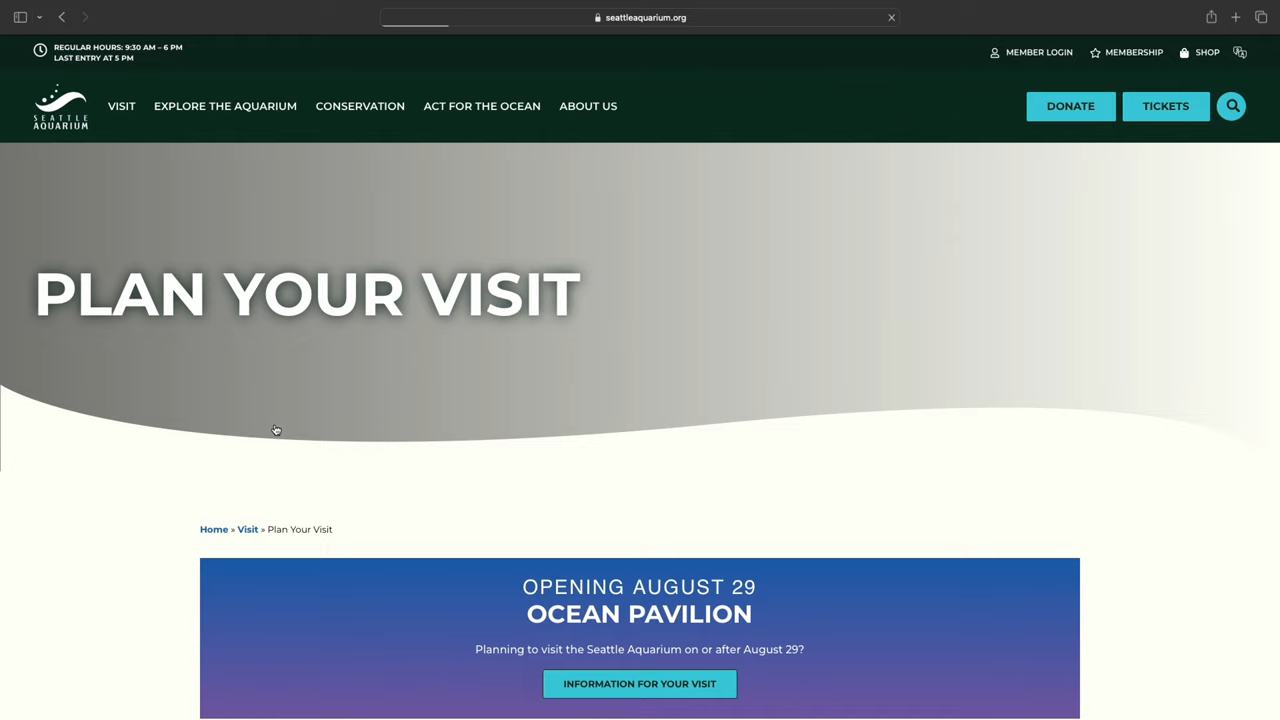 seattleaquarium.org
REGULAR HOURS: 9:30 AM – 6 PM
LAST ENTRY AT 5 PM
MEMBER LOGIN
MEMBERSHIP
SHOP
SEATTLE
AQUARIUM
VISIT
EXPLORE THE AQUARIUM
CONSERVATION
ACT FOR THE OCEAN
ABOUT US
DONATE
TICKETS
PLAN YOUR VISIT
Home » Visit » Plan Your Visit
OPENING AUGUST 29
OCEAN PAVILION
Planning to visit the Seattle Aquarium on or after August 29?
INFORMATION FOR YOUR VISIT